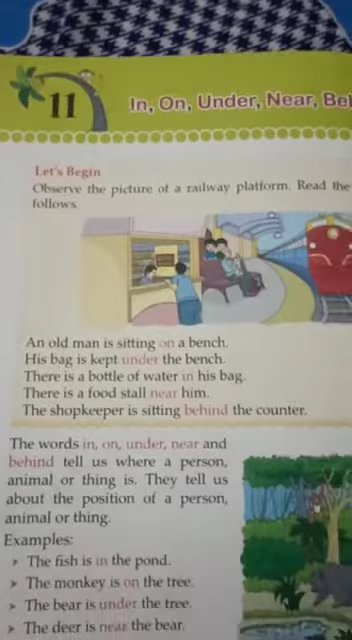 11
In, On, Under, Near,
Let's Begin
Observe the picture of a railway platform. Read the
follows.
An old man is sitting on a bench.
His bag is kept under the bench.
There is a bottle of water in his bag.
There is a food stall near him.
The shopkeeper is sitting behind the counter.
The words in, on, under, near and
behind tell us where a person,
animal or thing is. They tell us
about the position of a person,
animal or thing.
Examples:
➤ The fish is in the pond.
➤ The monkey is on the tree.
➤ The bear is under the tree.
➤ The deer is near the bear.